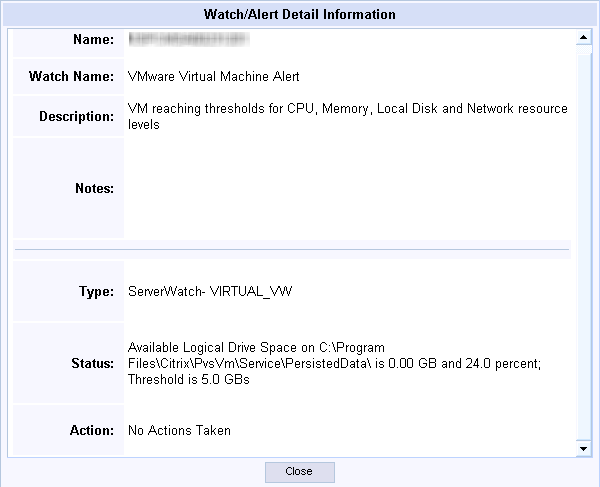 Watch/Alert Detail Information
Name:
Watch Name: VMware Virtual Machine Alert
Description: VM reaching thresholds for CPU, Memory, Local Disk and Network resource
levels
Notes:
Type: ServerWatch- VIRTUAL_VW
Status: Available Logical Drive Space on C:\Program
Files\Citrix\PvsVm\Service\PersistedData\ is 0.00 GB and 24.0 percent;
Threshold is 5.0 GBs
Action: No Actions Taken
Close